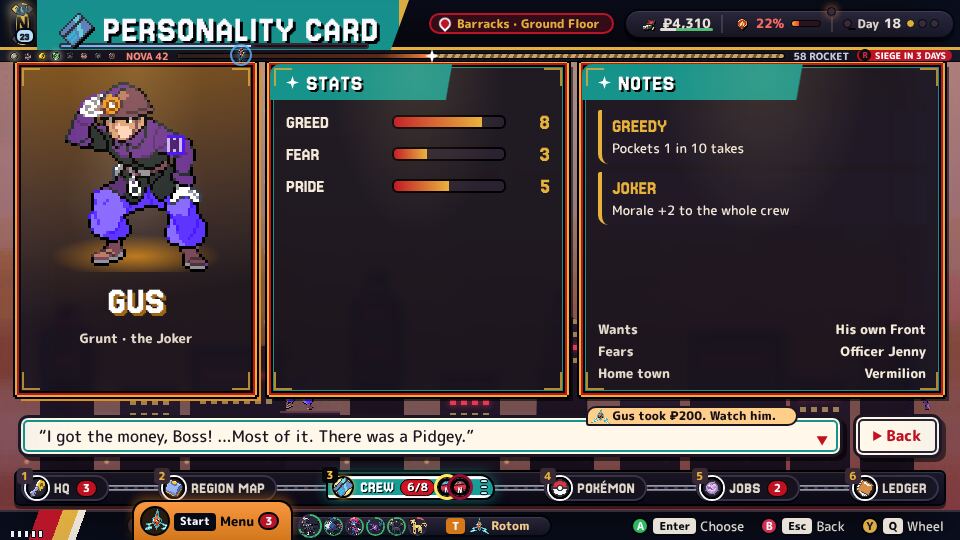 23
PERSONALITY CARD
Barracks · Ground Floor
₽4,310
22%
Day 18
NOVA 42
58 ROCKET
R
SIEGE IN 3 DAYS
GUS
Grunt · the Joker
STATS
GREED 8
FEAR 3
PRIDE 5
NOTES
GREEDY
Pockets 1 in 10 takes
JOKER
Morale +2 to the whole crew
Wants His own Front
Fears Officer Jenny
Home town Vermilion
Gus took ₽200. Watch him.
“I got the money, Boss! ...Most of it. There was a Pidgey.”
Back
1 HQ 3
2 REGION MAP
3 CREW 6/8
4 POKÉMON
5 JOBS 2
6 LEDGER
Start Menu 3
T Rotom
A Enter Choose
B Esc Back
Y Q Wheel